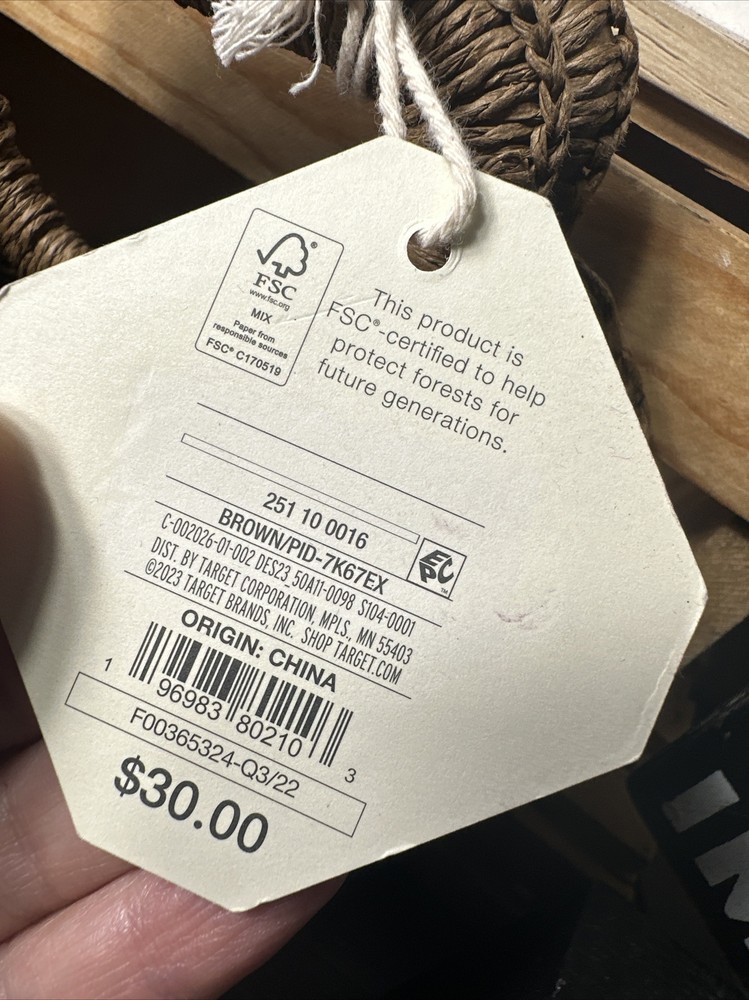 FSC®
www.fsc.org
MIX
Paper from
responsible sources
FSC® C170519
This product is
FSC®-certified to help
protect forests for
future generations.
251 10 0016
BROWN/PID-7K67EX
EC
PC™
C-002026-01-002 DES23_50A11-0098 S104-0001
DIST. BY TARGET CORPORATION, MPLS., MN 55403
©2023 TARGET BRANDS, INC. SHOP TARGET.COM
ORIGIN: CHINA
1 96983 80210 3
F00365324-Q3/22
$30.00